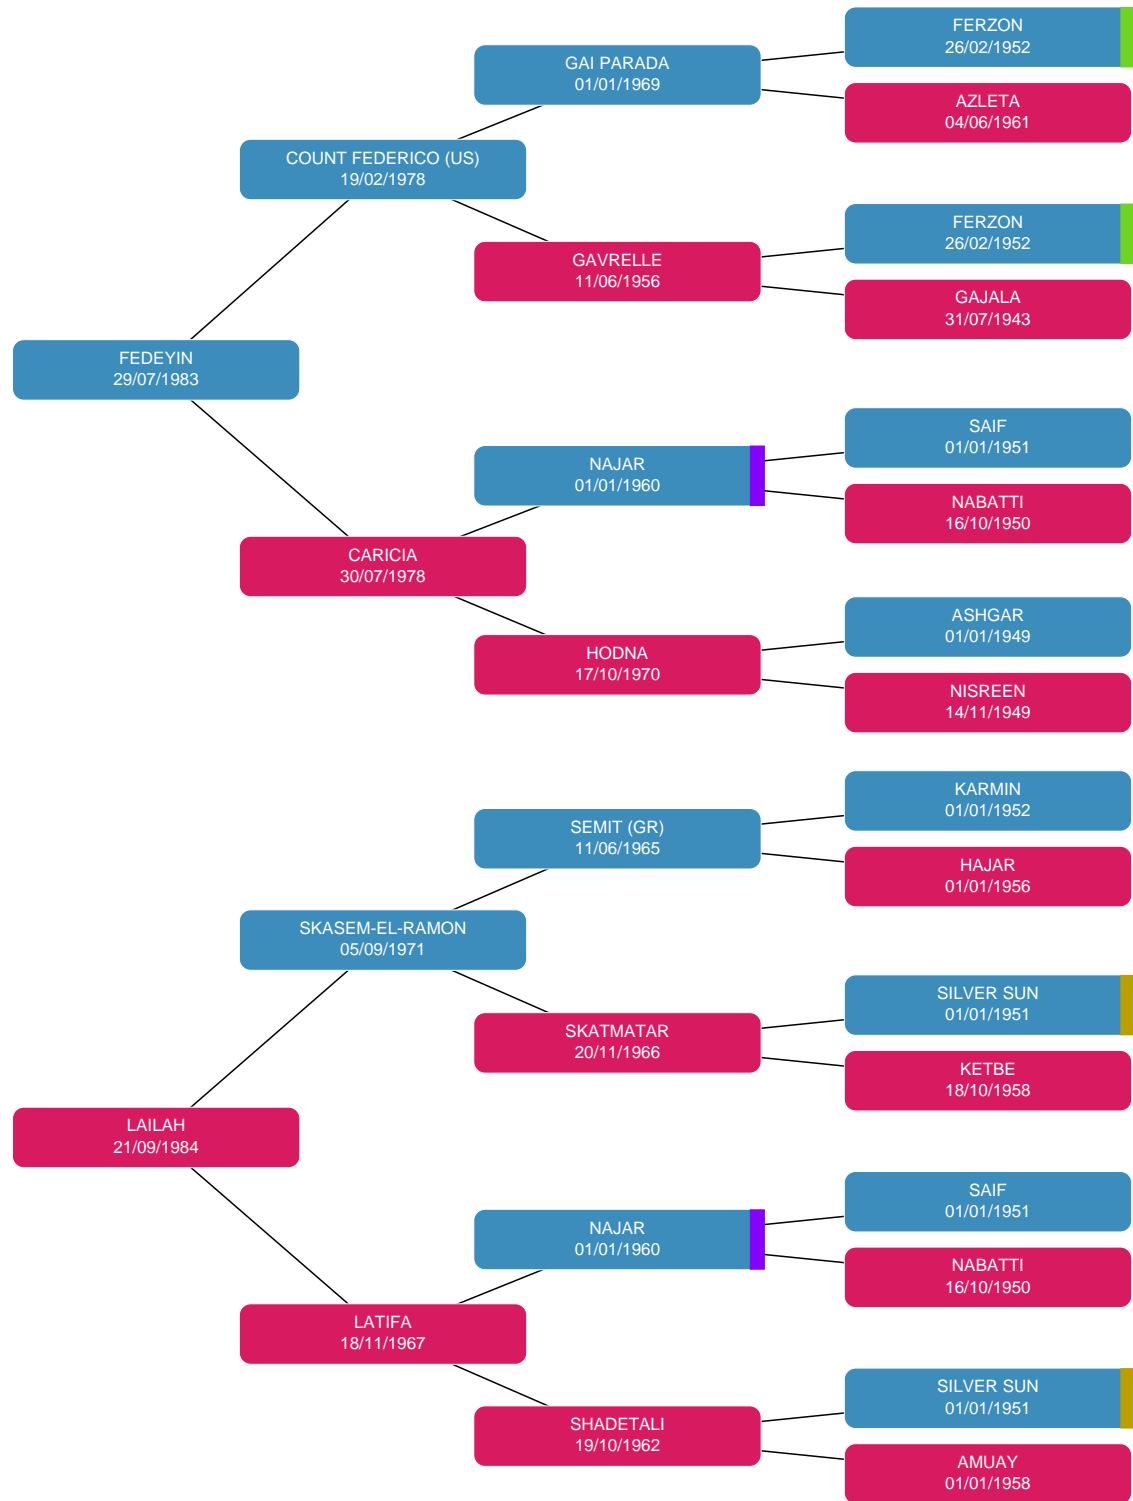 FERZON
26/02/1952
GAI PARADA
01/01/1969
AZLETA
04/06/1961
COUNT FEDERICO (US)
19/02/1978
FERZON
26/02/1952
GAVRELLE
11/06/1956
GAJALA
31/07/1943
FEDEYIN
29/07/1983
SAIF
01/01/1951
NAJAR
01/01/1960
NABATTI
16/10/1950
CARICIA
30/07/1978
ASHGAR
01/01/1949
HODNA
17/10/1970
NISREEN
14/11/1949
KARMIN
01/01/1952
SEMIT (GR)
11/06/1965
HAJAR
01/01/1956
SKASEM-EL-RAMON
05/09/1971
SILVER SUN
01/01/1951
SKATMATAR
20/11/1966
KETBE
18/10/1958
LAILAH
21/09/1984
SAIF
01/01/1951
NAJAR
01/01/1960
NABATTI
16/10/1950
LATIFA
18/11/1967
SILVER SUN
01/01/1951
SHADETALI
19/10/1962
AMUAY
01/01/1958